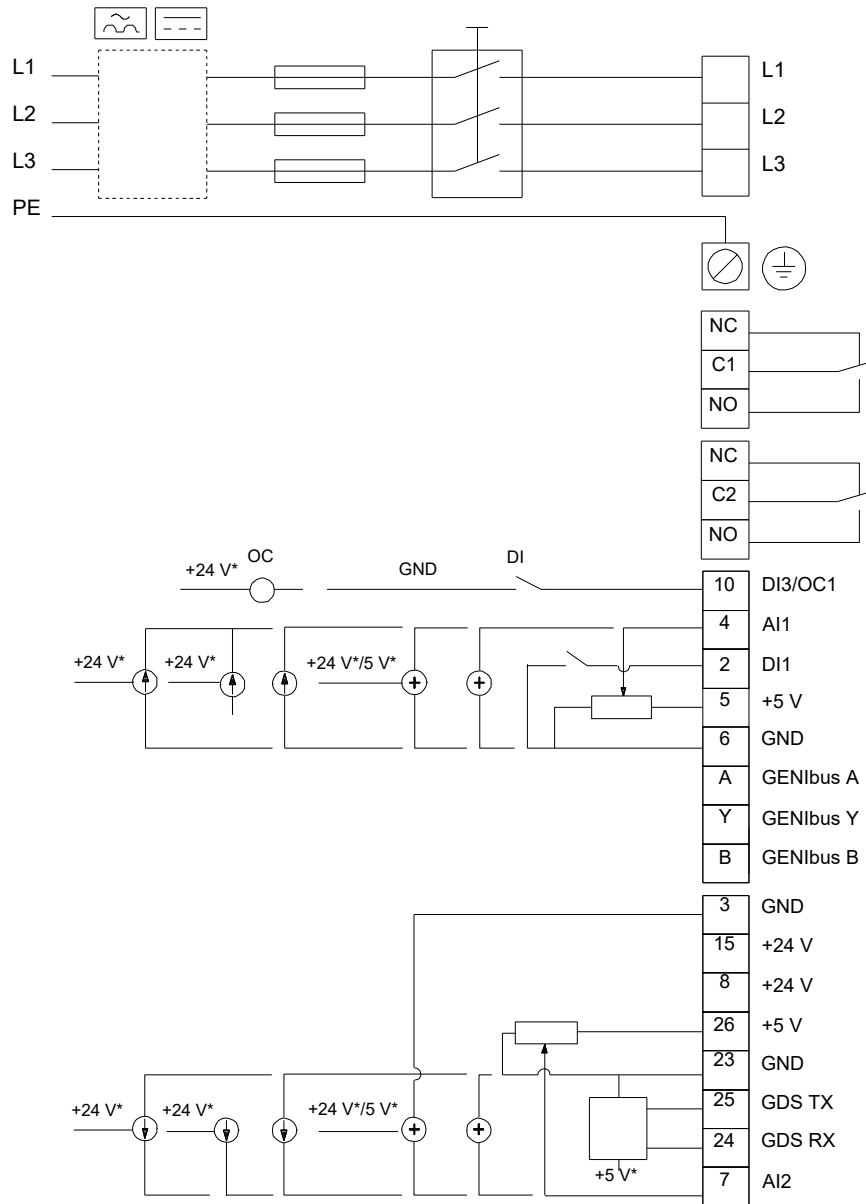 L1 L1
L2 L2
L3 L3
PE
NC
C1
NO
NC
C2
NO
+24 V* OC GND DI 10 DI3/OC1
4 AI1
+24 V* +24 V* +24 V*/5 V* 2 DI1
5 +5 V
6 GND
A GENIbus A
Y GENIbus Y
B GENIbus B
3 GND
15 +24 V
8 +24 V
26 +5 V
23 GND
+24 V* +24 V* +24 V*/5 V* 25 GDS TX
24 GDS RX
+5 V* 7 AI2